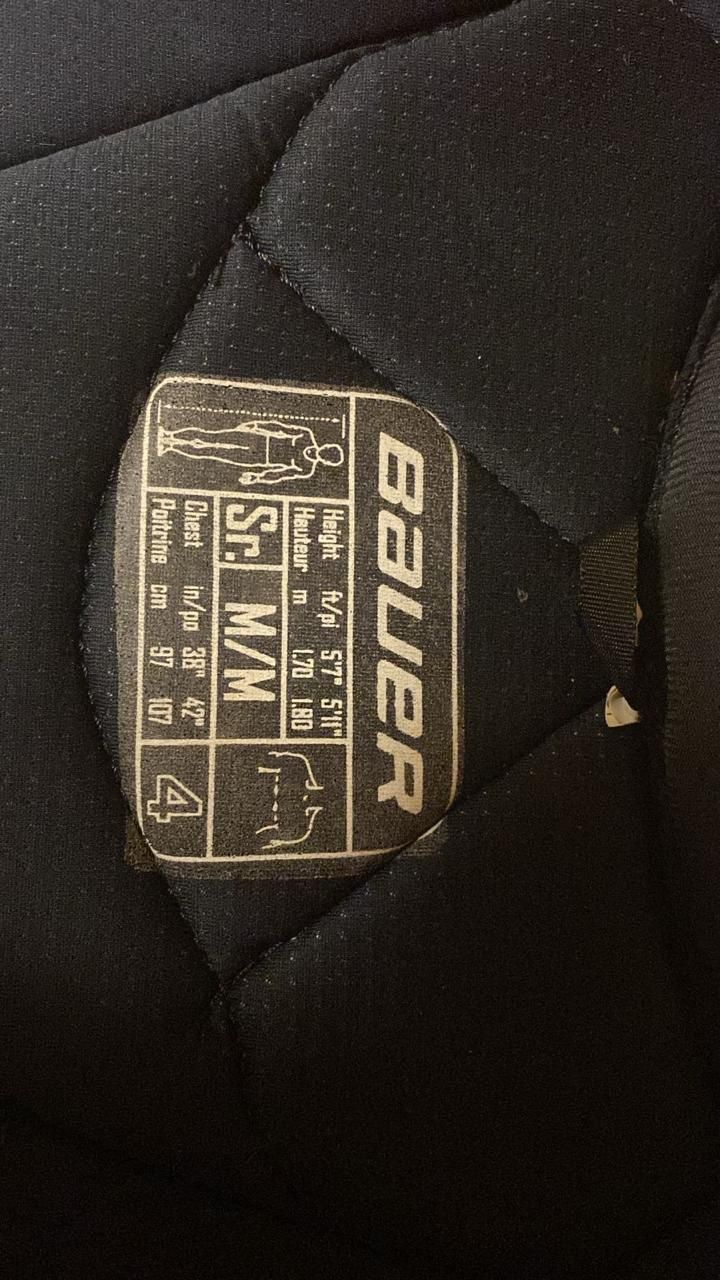 BAUER
Height ft/pi 5'7" 5'11"
Hauteur m 1.70 1.80
Sr. M/M
Chest in/po 38" 42"
Poitrine cm 97 107
4